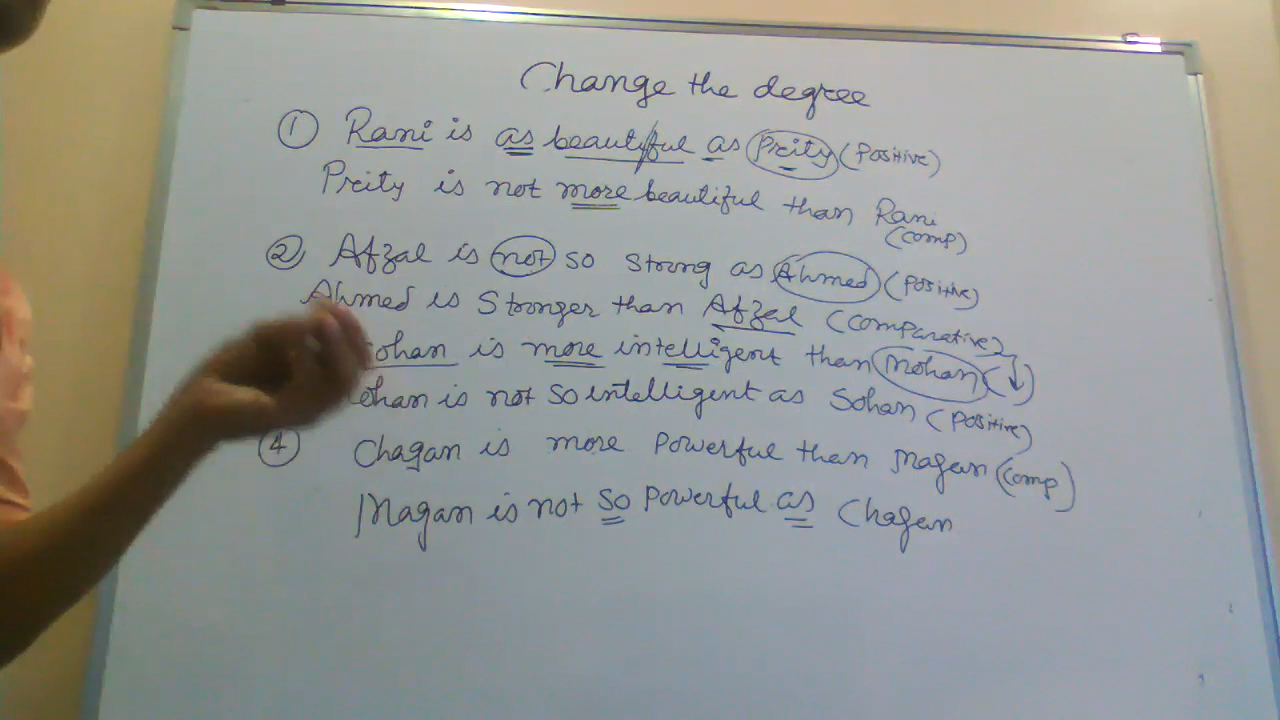 Change the degree
① Rani is as beautiful as Preity (Positive)
Preity is not more beautiful than Rani
(Comp)
② Afzal is not so strong as Ahmed (Positive)
Ahmed is Stronger than Afzal (Comparative)
Sohan is more intelligent than Mohan (↓)
Mohan is not so intelligent as Sohan (Positive)
④ Chagan is more Powerful than Magan (Comp)
Magan is not so Powerful as Chagan